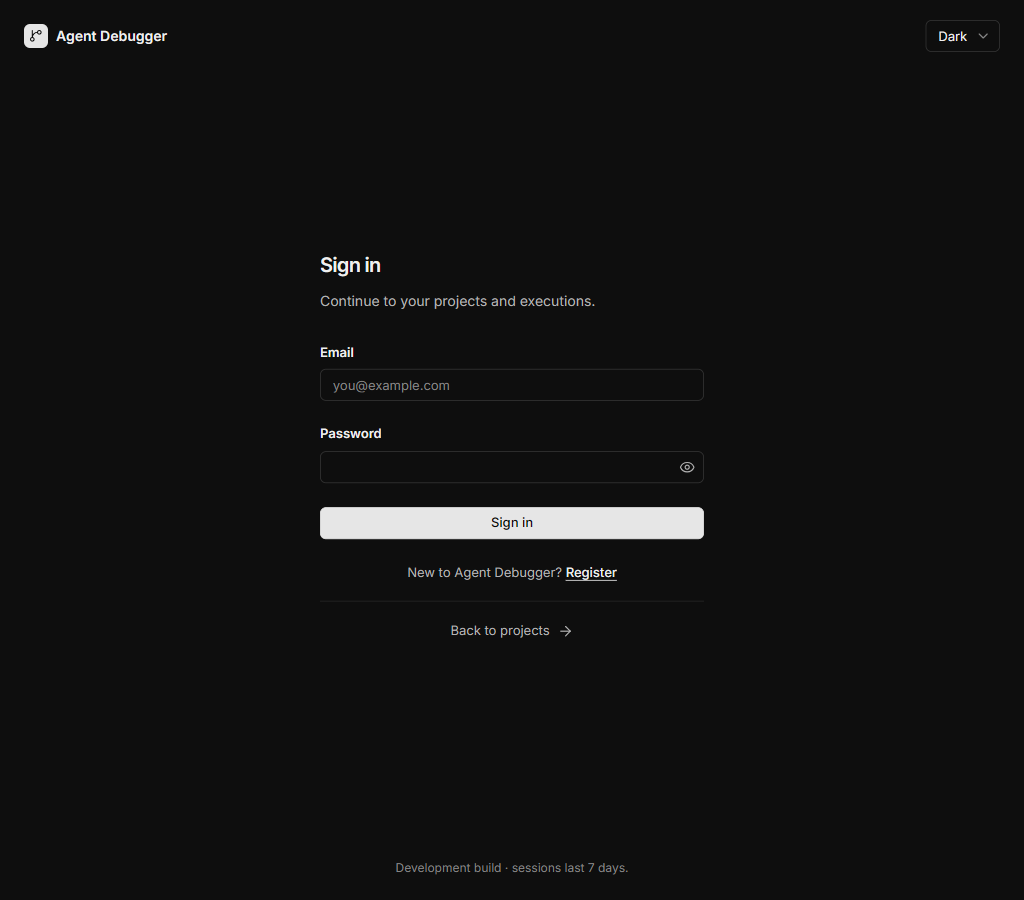 Agent Debugger
Dark
Sign in
Continue to your projects and executions.
Email
you@example.com
Password
Sign in
New to Agent Debugger? Register
Back to projects
Development build · sessions last 7 days.